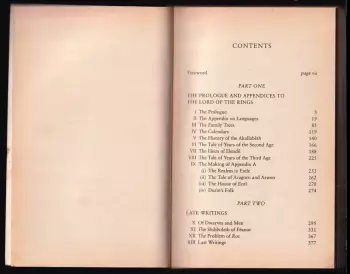 CONTENTS
Foreword page vii
PART ONE
THE PROLOGUE AND APPENDICES TO
THE LORD OF THE RINGS
I The Prologue 3
II The Appendix on Languages 19
III The Family Trees 85
IV The Calendars 119
V The History of the Akallabêth 140
VI The Tale of Years of the Second Age 166
VII The Heirs of Elendil 188
VIII The Tale of Years of the Third Age 225
IX The Making of Appendix A
(i) The Realms in Exile 253
(ii) The Tale of Aragorn and Arwen 262
(iii) The House of Eorl 270
(iv) Durin's Folk 274
PART TWO
LATE WRITINGS
X Of Dwarves and Men 295
XI The Shibboleth of Fëanor 331
XII The Problem of Ros 367
XIII Last Writings 377